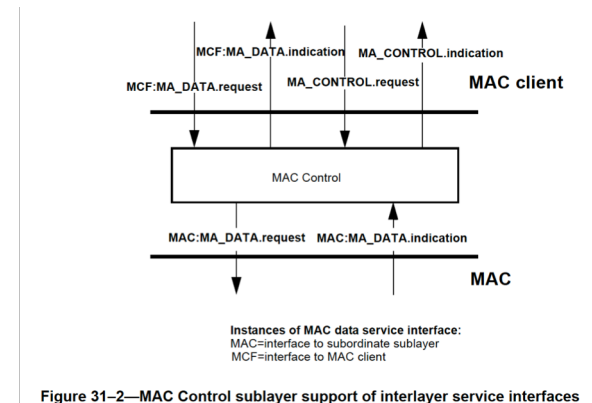 MCF:MA_DATA.indication MA_CONTROL.indication
MCF:MA_DATA.request MA_CONTROL.request MAC client
MAC Control
MAC:MA_DATA.request MAC:MA_DATA.indication
MAC
Instances of MAC data service interface:
MAC=interface to subordinate sublayer
MCF=interface to MAC client
Figure 31–2—MAC Control sublayer support of interlayer service interfaces